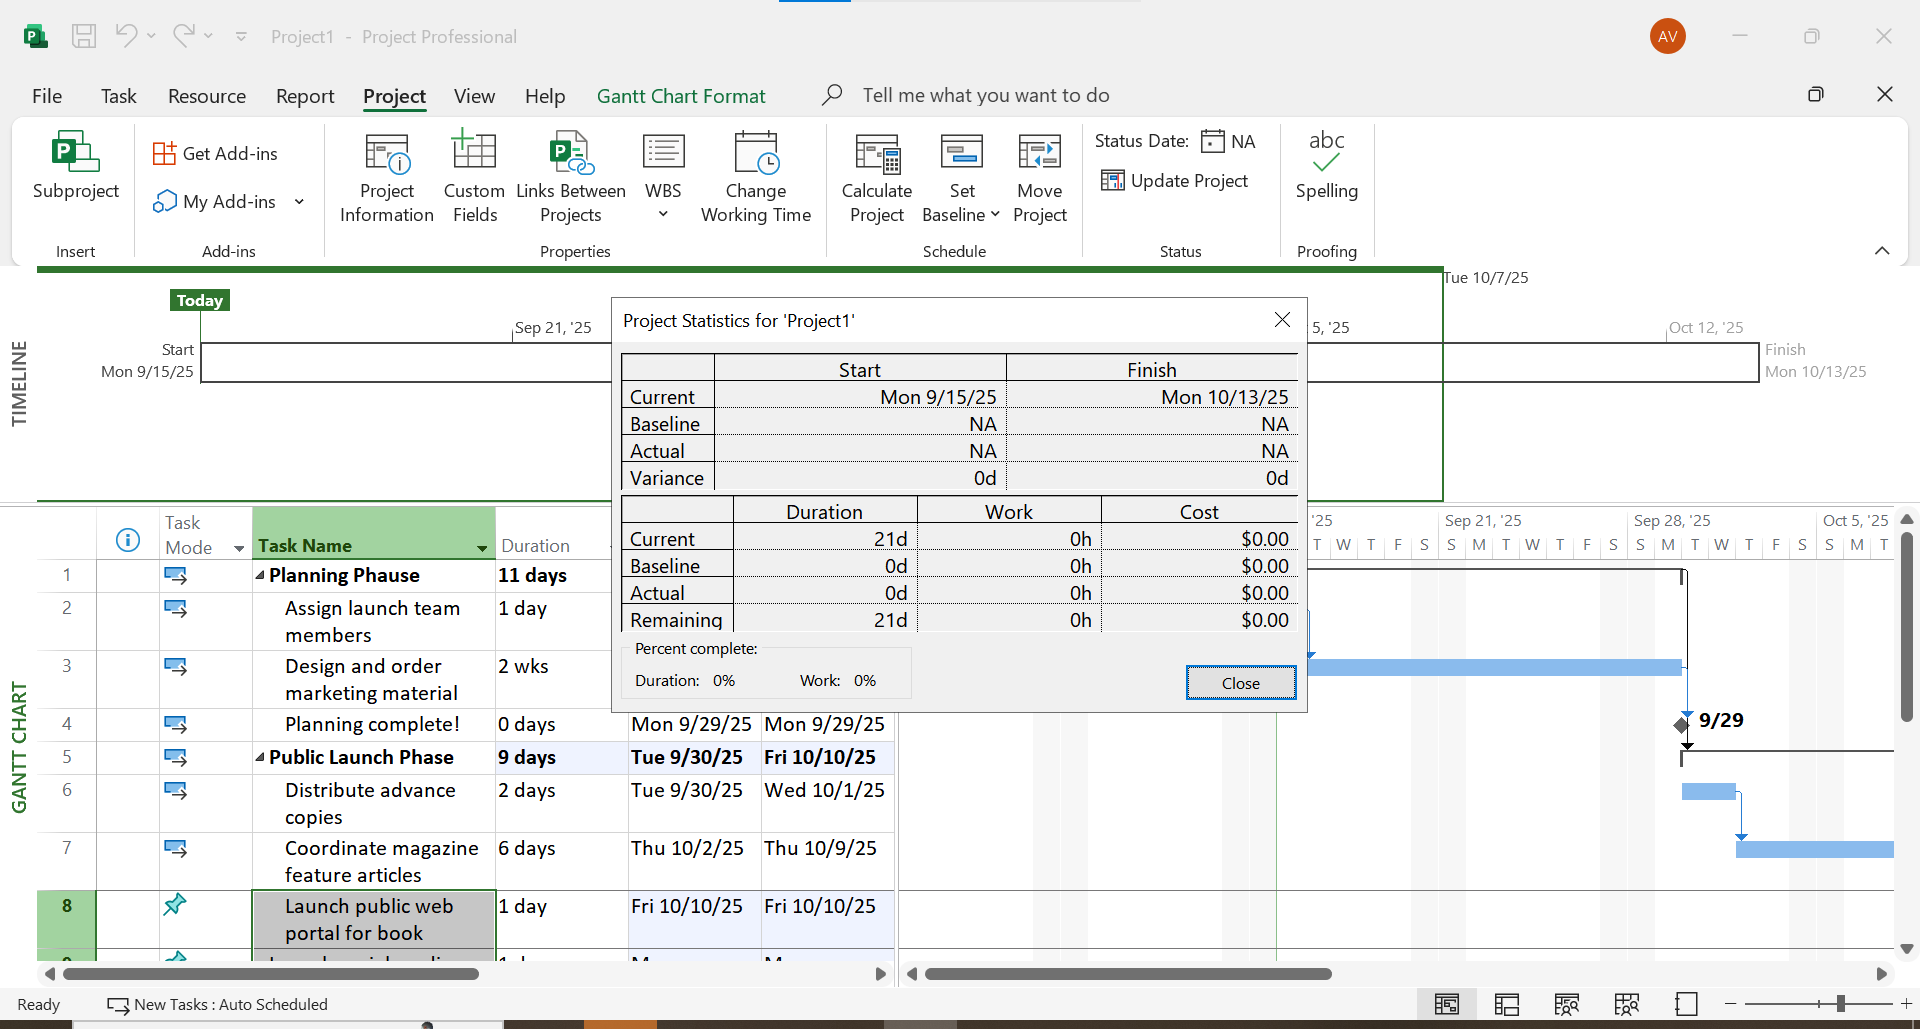 Project1 - Project Professional
AV
File Task Resource Report Project View Help Gantt Chart Format Tell me what you want to do
Subproject
Get Add-ins
My Add-ins
Project Information
Custom Fields
Links Between Projects
WBS
Change Working Time
Calculate Project
Set Baseline
Move Project
Status Date: NA
Update Project
abc
Spelling
Insert Add-ins Properties Schedule Status Proofing
TIMELINE
Today
Tue 10/7/25
Sep 21, '25
5, '25
Oct 12, '25
Start
Mon 9/15/25
Finish
Mon 10/13/25
Project Statistics for 'Project1'
Start Finish
Current Mon 9/15/25 Mon 10/13/25
Baseline NA NA
Actual NA NA
Variance 0d 0d
Duration Work Cost
Current 21d 0h $0.00
Baseline 0d 0h $0.00
Actual 0d 0h $0.00
Remaining 21d 0h $0.00
Percent complete:
Duration: 0% Work: 0%
Close
GANTT CHART
Task Mode Task Name Duration
'25 Sep 21, '25 Sep 28, '25 Oct 5, '25
T W T F S S M T W T F S S M T W T F S S M T
1 Planning Phause 11 days
2 Assign launch team members 1 day
3 Design and order marketing material 2 wks
4 Planning complete! 0 days Mon 9/29/25 Mon 9/29/25
9/29
5 Public Launch Phase 9 days Tue 9/30/25 Fri 10/10/25
6 Distribute advance copies 2 days Tue 9/30/25 Wed 10/1/25
7 Coordinate magazine feature articles 6 days Thu 10/2/25 Thu 10/9/25
8 Launch public web portal for book 1 day Fri 10/10/25 Fri 10/10/25
Ready New Tasks : Auto Scheduled